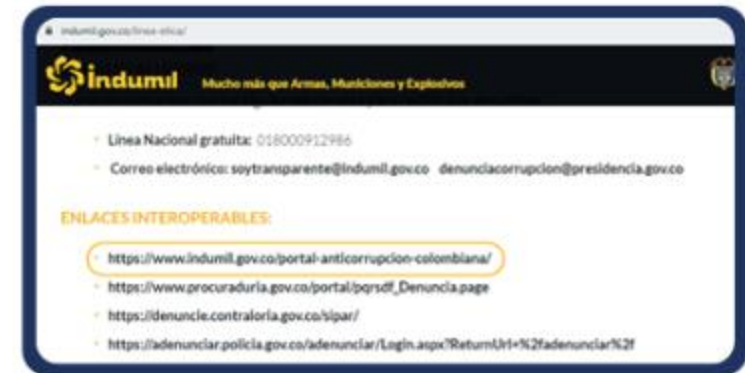 indumil.gov.co/linea-etica/
indumil Mucho más que Armas, Municiones y Explosivos
Línea Nacional gratuita: 018000912986
Correo electrónico: soytransparente@indumil.gov.co denunciacorrupcion@presidencia.gov.co
ENLACES INTEROPERABLES:
https://www.indumil.gov.co/portal-anticorrupcion-colombiana/
https://www.procuraduria.gov.co/portal/pqrsdf_Denuncia.page
https://denuncie.contraloria.gov.co/sipar/
https://adenunciar.policia.gov.co/adenunciar/Login.aspx?ReturnUrl=%2fadenunciar%2f